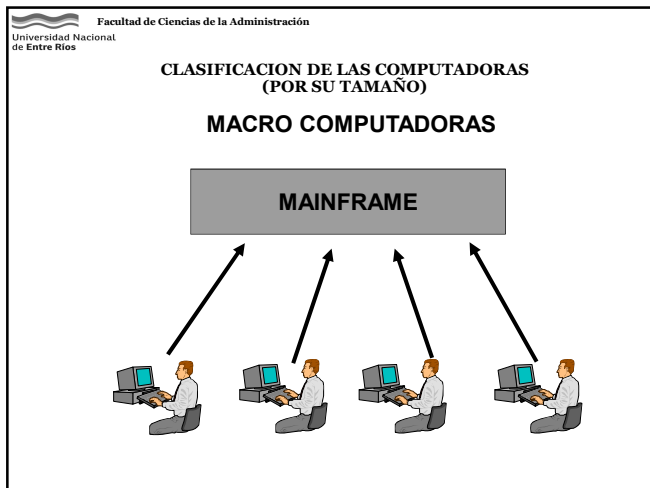 Facultad de Ciencias de la Administración
Universidad Nacional
de Entre Ríos
CLASIFICACION DE LAS COMPUTADORAS
(POR SU TAMAÑO)
MACRO COMPUTADORAS
MAINFRAME